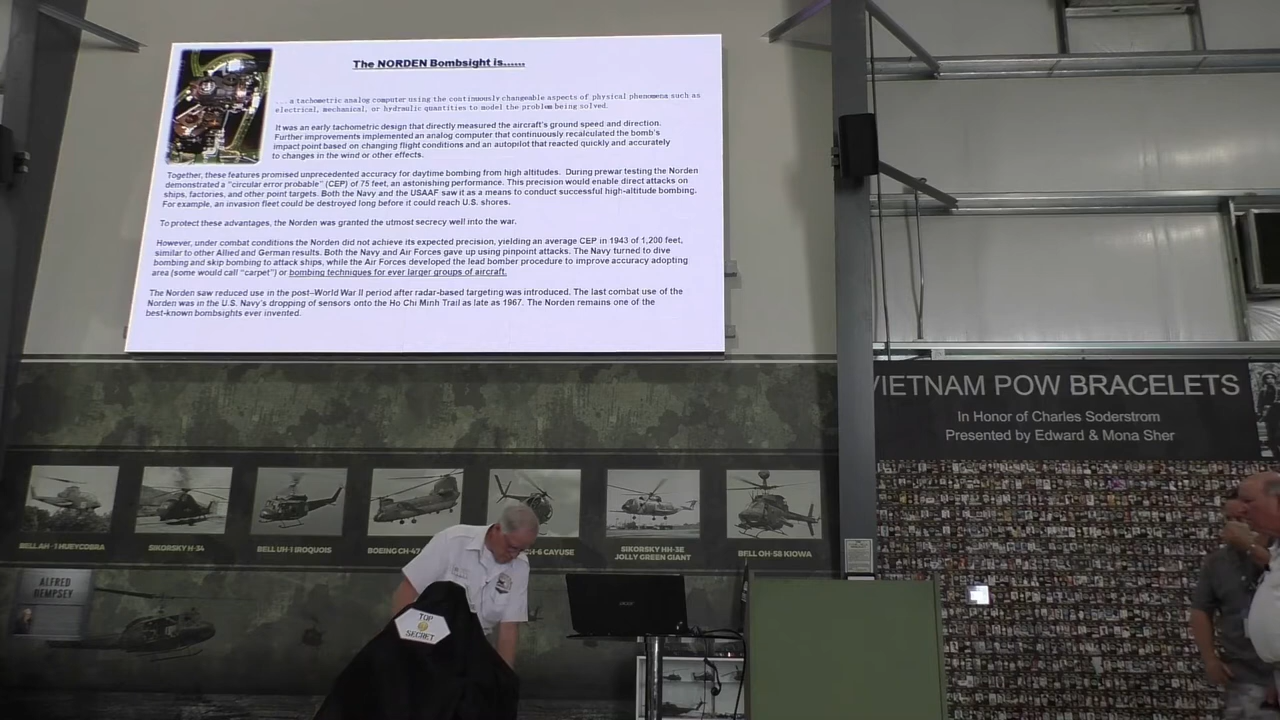 The NORDEN Bombsight is......
... a tachometric analog computer using the continuously changeable aspects of physical phenomena such as
electrical, mechanical, or hydraulic quantities to model the problem being solved.
It was an early tachometric design that directly measured the aircraft's ground speed and direction.
Further improvements implemented an analog computer that continuously recalculated the bomb's
impact point based on changing flight conditions and an autopilot that reacted quickly and accurately
to changes in the wind or other effects.
Together, these features promised unprecedented accuracy for daytime bombing from high altitudes. During prewar testing the Norden
demonstrated a "circular error probable" (CEP) of 75 feet, an astonishing performance. This precision would enable direct attacks on
ships, factories, and other point targets. Both the Navy and the USAAF saw it as a means to conduct successful high-altitude bombing.
For example, an invasion fleet could be destroyed long before it could reach U.S. shores.
To protect these advantages, the Norden was granted the utmost secrecy well into the war.
However, under combat conditions the Norden did not achieve its expected precision, yielding an average CEP in 1943 of 1,200 feet,
similar to other Allied and German results. Both the Navy and Air Forces gave up using pinpoint attacks. The Navy turned to dive
bombing and skip bombing to attack ships, while the Air Forces developed the lead bomber procedure to improve accuracy adopting
area (some would call "carpet") or bombing techniques for ever larger groups of aircraft.
The Norden saw reduced use in the post–World War II period after radar-based targeting was introduced. The last combat use of the
Norden was in the U.S. Navy's dropping of sensors onto the Ho Chi Minh Trail as late as 1967. The Norden remains one of the
best-known bombsights ever invented.
VIETNAM POW BRACELETS
In Honor of Charles Soderstrom
Presented by Edward & Mona Sher
BELL AH-1 HUEYCOBRA
SIKORSKY H-34
BELL UH-1 IROQUOIS
BOEING CH-47
H-6 CAYUSE
SIKORSKY HH-3E
JOLLY GREEN GIANT
BELL OH-58 KIOWA
ALFRED
DEMPSEY
TOP
SECRET
acer